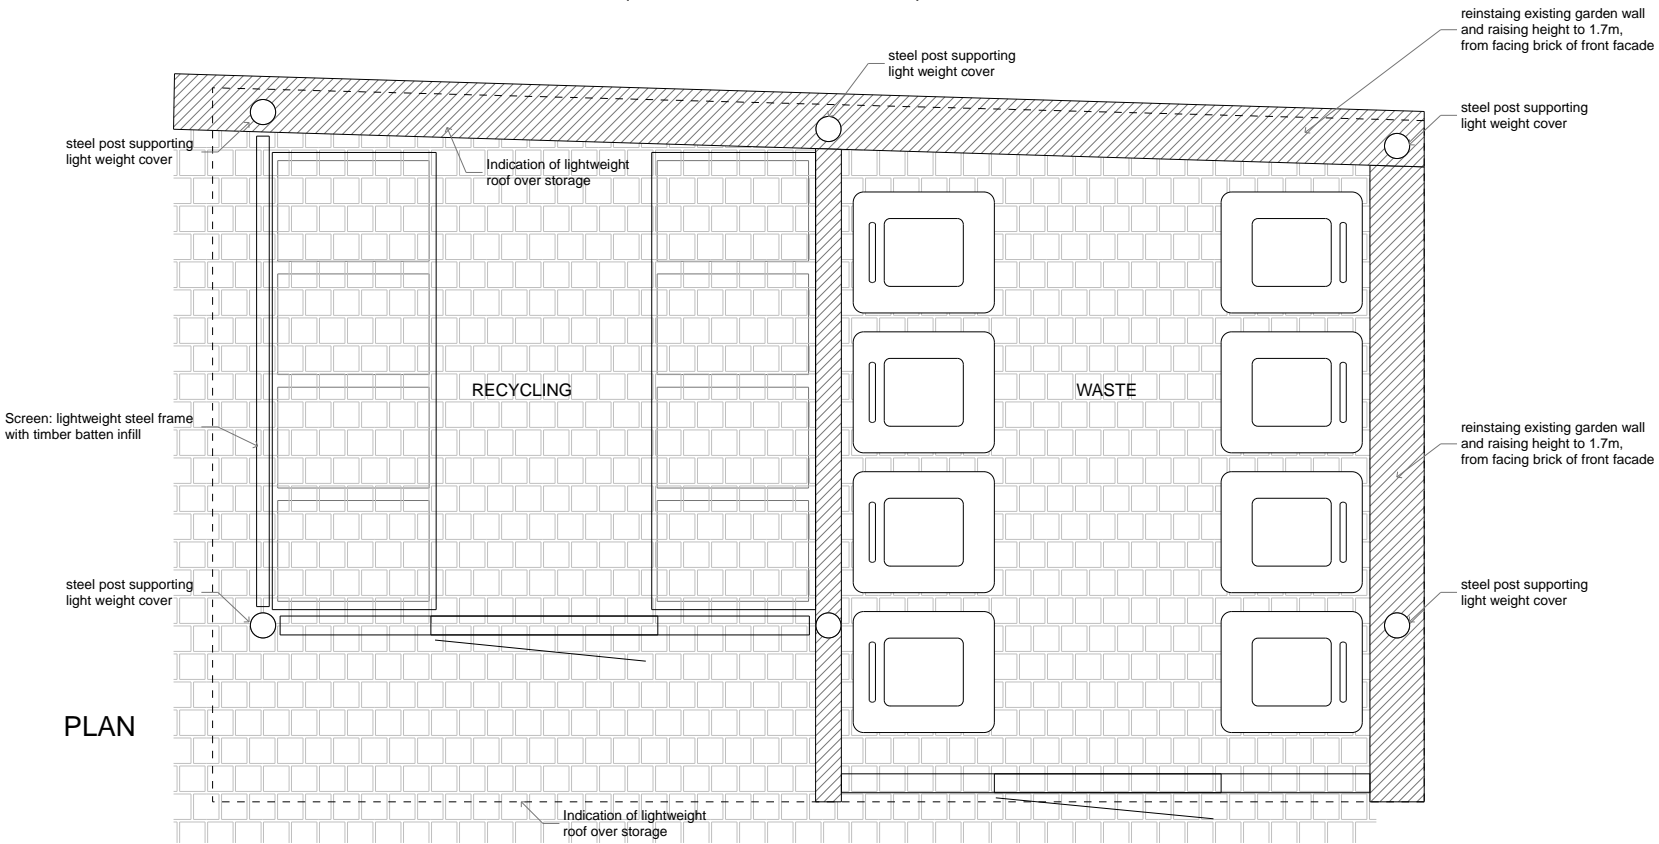 reinstaing existing garden wall
and raising height to 1.7m,
from facing brick of front facade
steel post supporting
light weight cover
steel post supporting
light weight cover
steel post supporting
light weight cover
Indication of lightweight
roof over storage
RECYCLING
WASTE
Screen: lightweight steel frame
with timber batten infill
reinstaing existing garden wall
and raising height to 1.7m,
from facing brick of front facade
steel post supporting
light weight cover
steel post supporting
light weight cover
PLAN
Indication of lightweight
roof over storage